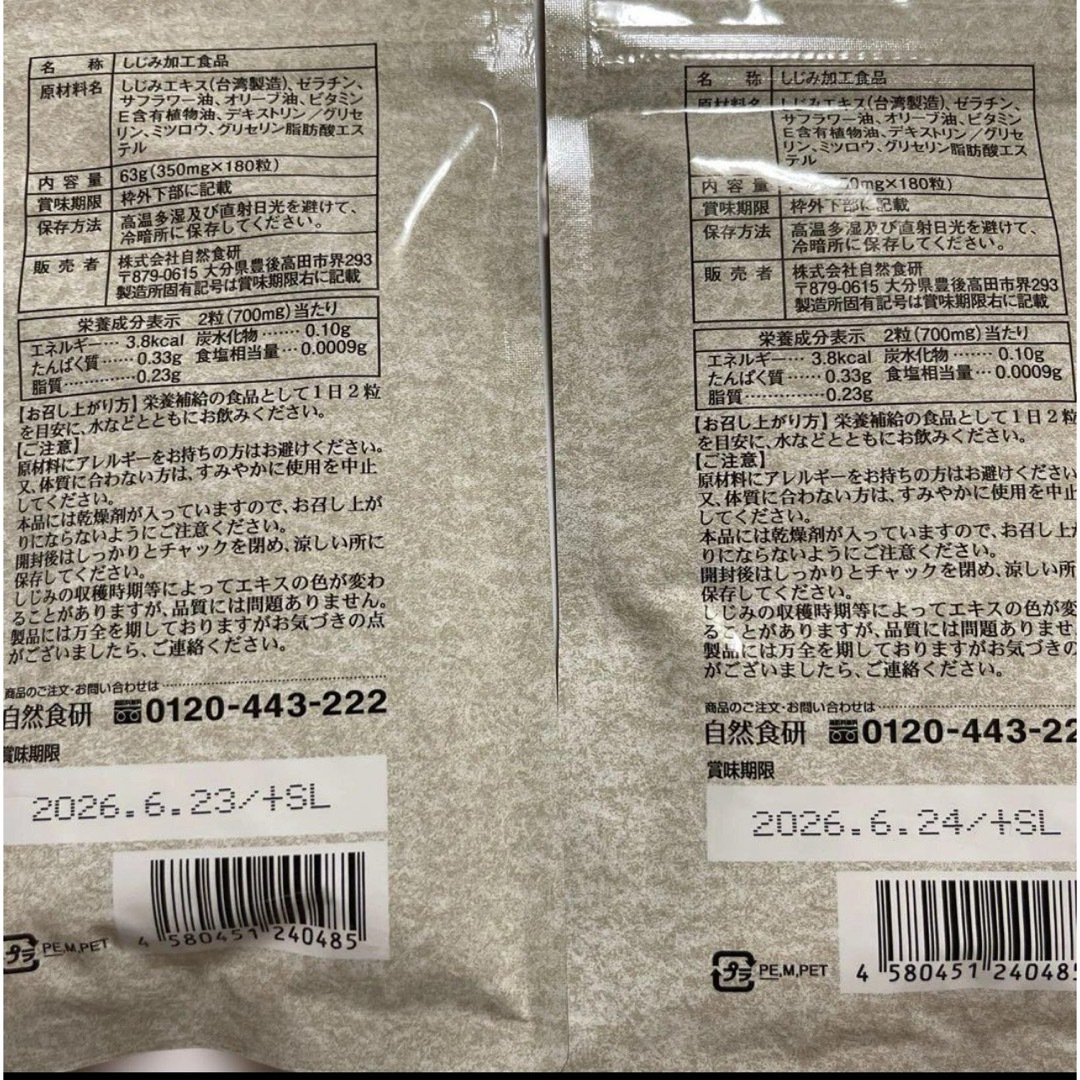 名 称 しじみ加工食品
原材料名 しじみエキス(台湾製造)、ゼラチン、
サフラワー油、オリーブ油、ビタミン
E含有植物油、デキストリン/グリセ
リン、ミツロウ、グリセリン脂肪酸エス
テル
内容量 63g(350mg×180粒)
賞味期限 枠外下部に記載
保存方法 高温多湿及び直射日光を避けて、
冷暗所に保存してください。
販売者 株式会社自然食研
〒879-0615 大分県豊後高田市界293
製造所固有記号は賞味期限右に記載
栄養成分表示 2粒(700mg)当たり
エネルギー… 3.8kcal 炭水化物…… 0.10g
たんぱく質…… 0.33g 食塩相当量… 0.0009g
脂質…………… 0.23g
【お召し上がり方】栄養補給の食品として1日2粒
を目安に、水などとともにお飲みください。
【ご注意】
原材料にアレルギーをお持ちの方はお避けください。
又、体質に合わない方は、すみやかに使用を中止
してください。
本品には乾燥剤が入っていますので、お召し上が
りにならないようにご注意ください。
開封後はしっかりとチャックを閉め、涼しい所に
保存してください。
しじみの収穫時期等によってエキスの色が変わ
ることがありますが、品質には問題ありません。
製品には万全を期しておりますがお気づきの点
がございましたら、ご連絡ください。
商品のご注文・お問い合わせは
自然食研 0120-443-222
賞味期限
2026.6.23/+SL
4 580451 240485
プラ PE,M,PET
名 称 しじみ加工食品
原材料名 しじみエキス(台湾製造)、ゼラチン、
サフラワー油、オリーブ油、ビタミン
E含有植物油、デキストリン/グリセ
リン、ミツロウ、グリセリン脂肪酸エス
テル
内容量 50mg×180粒)
賞味期限 枠外下部に記載
保存方法 高温多湿及び直射日光を避けて、
冷暗所に保存してください。
販売者 株式会社自然食研
〒879-0615 大分県豊後高田市界293
製造所固有記号は賞味期限右に記載
栄養成分表示 2粒(700mg)当たり
エネルギー… 3.8kcal 炭水化物…… 0.10g
たんぱく質…… 0.33g 食塩相当量… 0.0009g
脂質…………… 0.23g
【お召し上がり方】栄養補給の食品として1日2粒
を目安に、水などとともにお飲みください。
【ご注意】
原材料にアレルギーをお持ちの方はお避けくださ
又、体質に合わない方は、すみやかに使用を中止
してください。
本品には乾燥剤が入っていますので、お召し上
りにならないようにご注意ください。
開封後はしっかりとチャックを閉め、涼しい所
保存してください。
しじみの収穫時期等によってエキスの色が変
ることがありますが、品質には問題ありませ
製品には万全を期しておりますがお気づきの
がございましたら、ご連絡ください。
商品のご注文・お問い合わせは
自然食研 0120-443-22
賞味期限
2026.6.24/+SL
4 580451 240485
プラ PE,M,PET